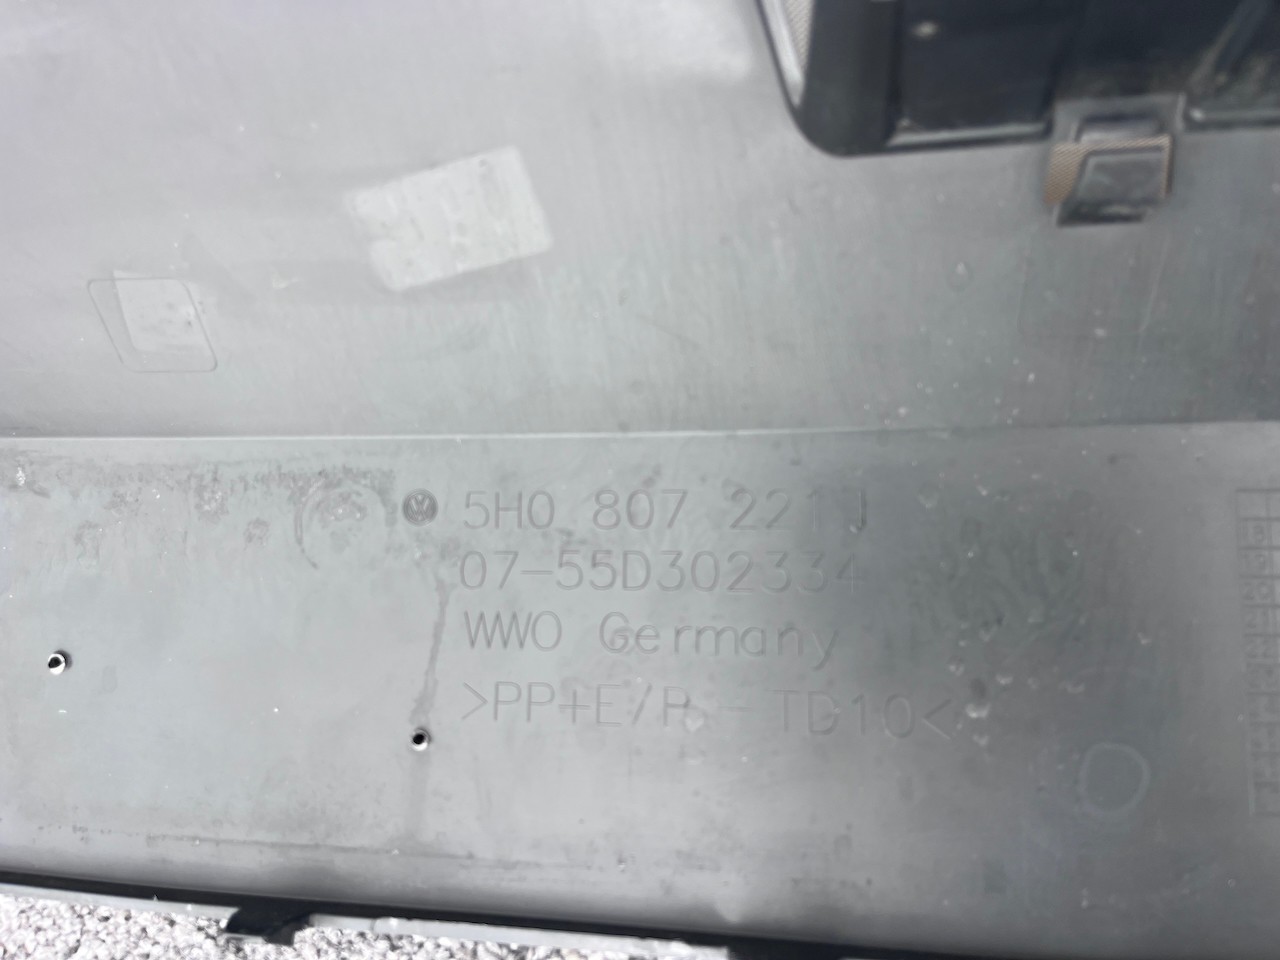 5H0 807 221 J
07-55D302334
WWO Germany
>PP+E/P -TD10<